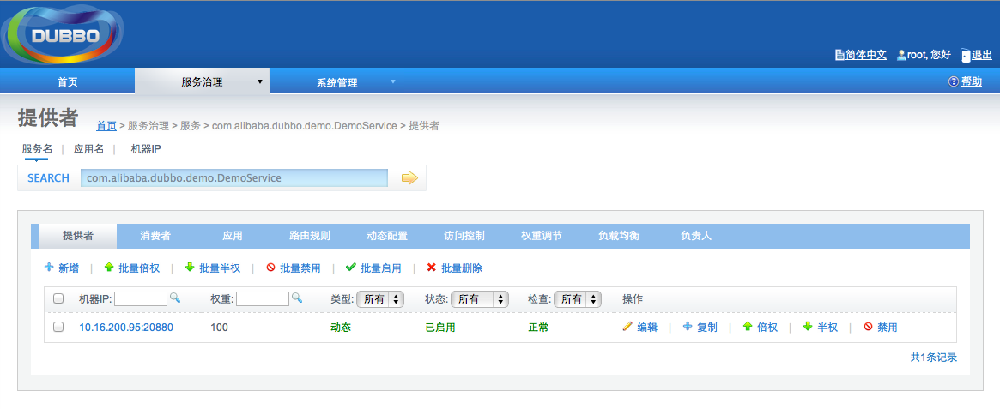 DUBBO
简体中文 root, 您好 退出
首页 服务治理 系统管理 帮助
提供者 首页 > 服务治理 > 服务 > com.alibaba.dubbo.demo.DemoService > 提供者
服务名 | 应用名 | 机器IP
SEARCH com.alibaba.dubbo.demo.DemoService
提供者 消费者 应用 路由规则 动态配置 访问控制 权重调节 负载均衡 负责人
新增 | 批量倍权 | 批量半权 | 批量禁用 | 批量启用 | 批量删除
机器IP: 权重: 类型: 所有 状态: 所有 检查: 所有 操作
10.16.200.95:20880 100 动态 已启用 正常 编辑 | 复制 | 倍权 | 半权 | 禁用
共1条记录